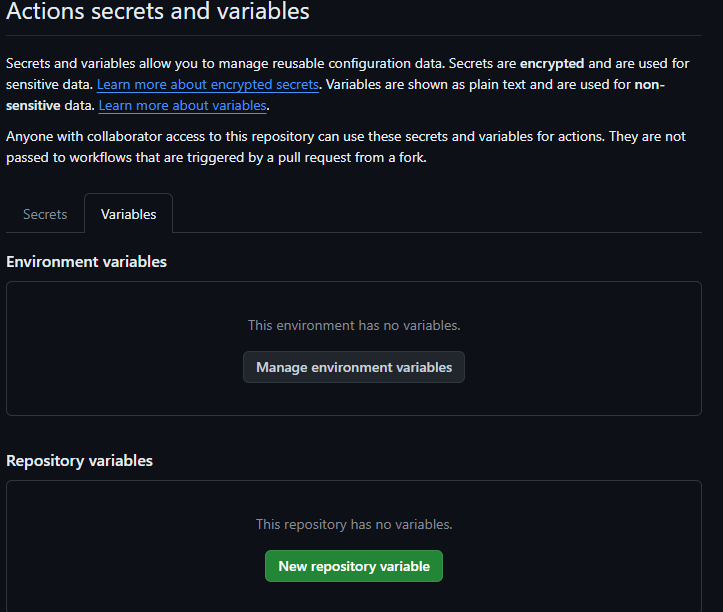 Actions secrets and variables
Secrets and variables allow you to manage reusable configuration data. Secrets are encrypted and are used for
sensitive data. Learn more about encrypted secrets. Variables are shown as plain text and are used for non-
sensitive data. Learn more about variables.
Anyone with collaborator access to this repository can use these secrets and variables for actions. They are not
passed to workflows that are triggered by a pull request from a fork.
Secrets
Variables
Environment variables
This environment has no variables.
Manage environment variables
Repository variables
This repository has no variables.
New repository variable